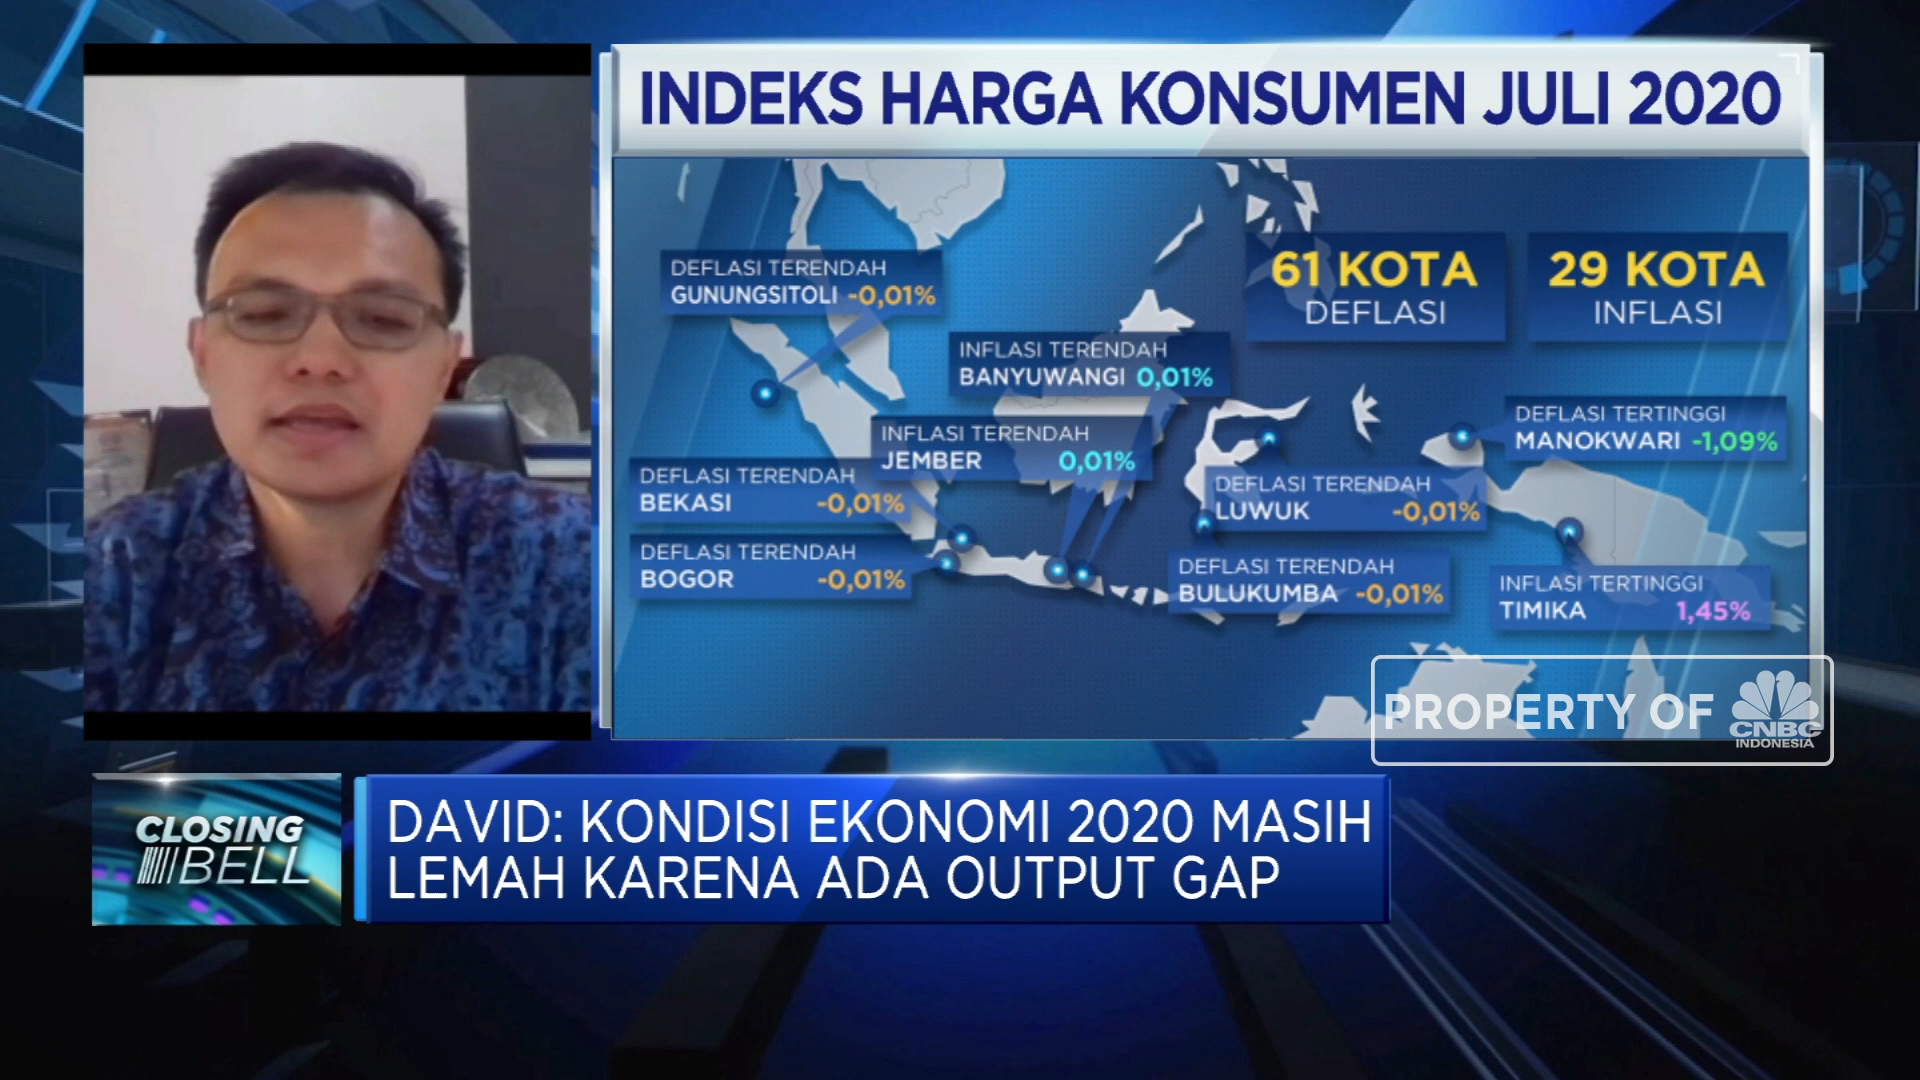 INDEKS HARGA KONSUMEN JULI 2020
DEFLASI TERENDAH
GUNUNGSITOLI -0,01%
61 KOTA
DEFLASI
29 KOTA
INFLASI
INFLASI TERENDAH
BANYUWANGI 0,01%
INFLASI TERENDAH
JEMBER 0,01%
DEFLASI TERTINGGI
MANOKWARI -1,09%
DEFLASI TERENDAH
BEKASI -0,01%
DEFLASI TERENDAH
LUWUK -0,01%
DEFLASI TERENDAH
BOGOR -0,01%
DEFLASI TERENDAH
BULUKUMBA -0,01%
INFLASI TERTINGGI
TIMIKA 1,45%
PROPERTY OF
CNBC
INDONESIA
CLOSING
BELL
DAVID: KONDISI EKONOMI 2020 MASIH
LEMAH KARENA ADA OUTPUT GAP